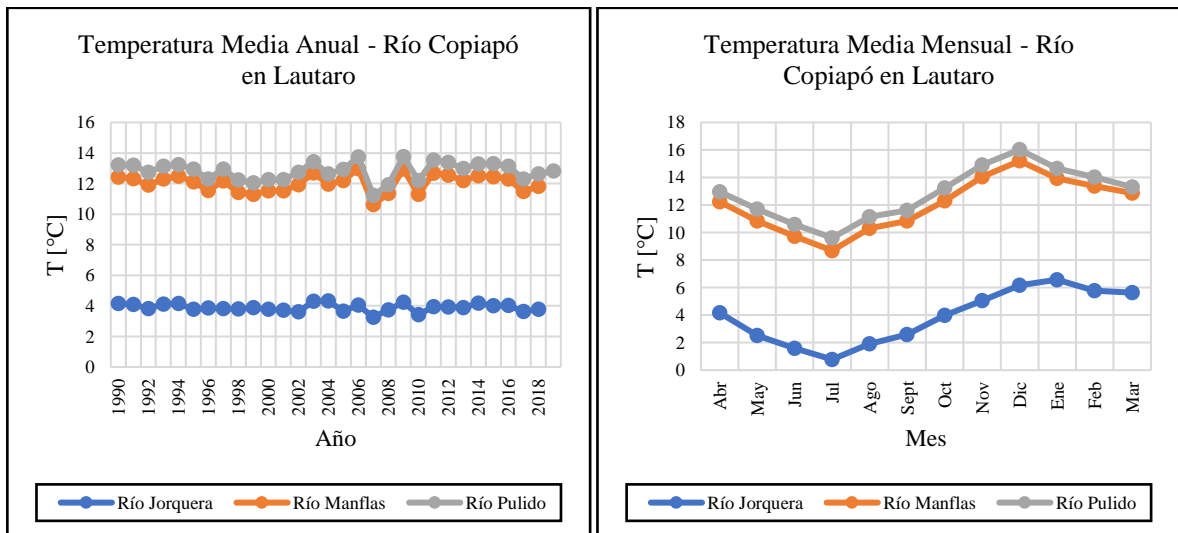 Temperatura Media Anual - Río Copiapó
en Lautaro
16
14
12
10
8
6
4
2
0
T [°C]
1990
1992
1994
1996
1998
2000
2002
2004
2006
2008
2010
2012
2014
2016
2018
Año
Río Jorquera
Río Manflas
Río Pulido
Temperatura Media Mensual - Río
Copiapó en Lautaro
18
16
14
12
10
8
6
4
2
0
T [°C]
Abr
May
Jun
Jul
Ago
Sept
Oct
Nov
Dic
Ene
Feb
Mar
Mes
Río Jorquera
Río Manflas
Río Pulido